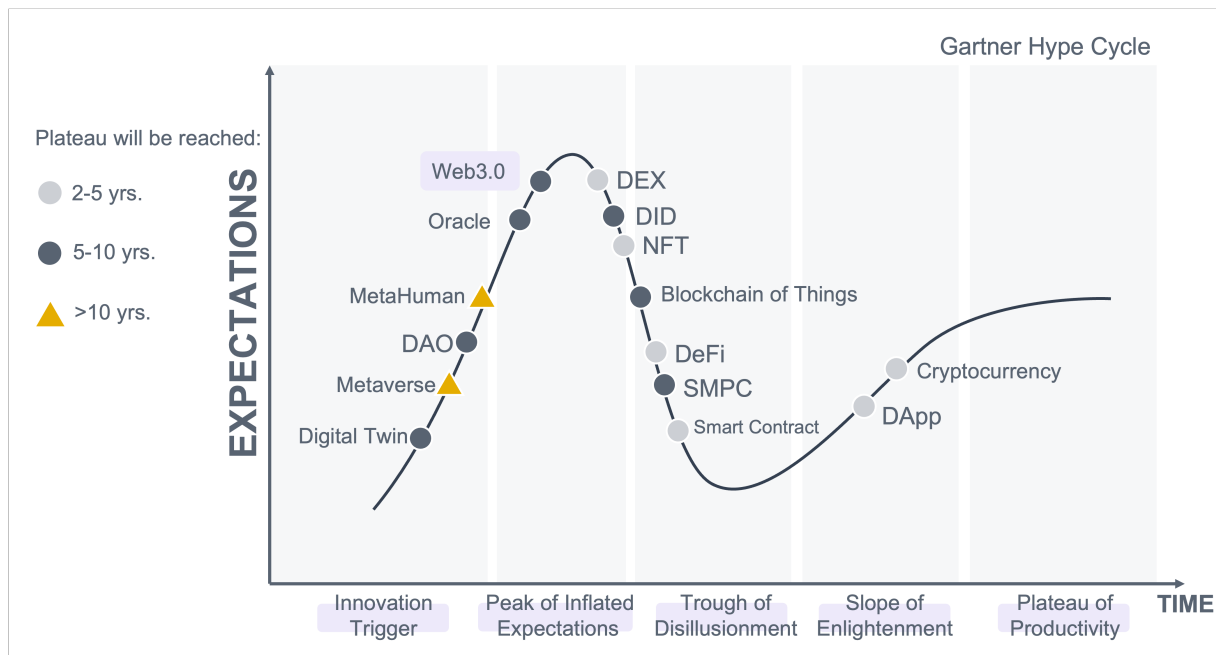 Gartner Hype Cycle
Plateau will be reached:
2-5 yrs.
5-10 yrs.
>10 yrs.
EXPECTATIONS
Web3.0
Oracle
MetaHuman
DAO
Metaverse
Digital Twin
DEX
DID
NFT
Blockchain of Things
DeFi
SMPC
Smart Contract
Cryptocurrency
DApp
Innovation
Trigger
Peak of Inflated
Expectations
Trough of
Disillusionment
Slope of
Enlightenment
Plateau of
Productivity
TIME